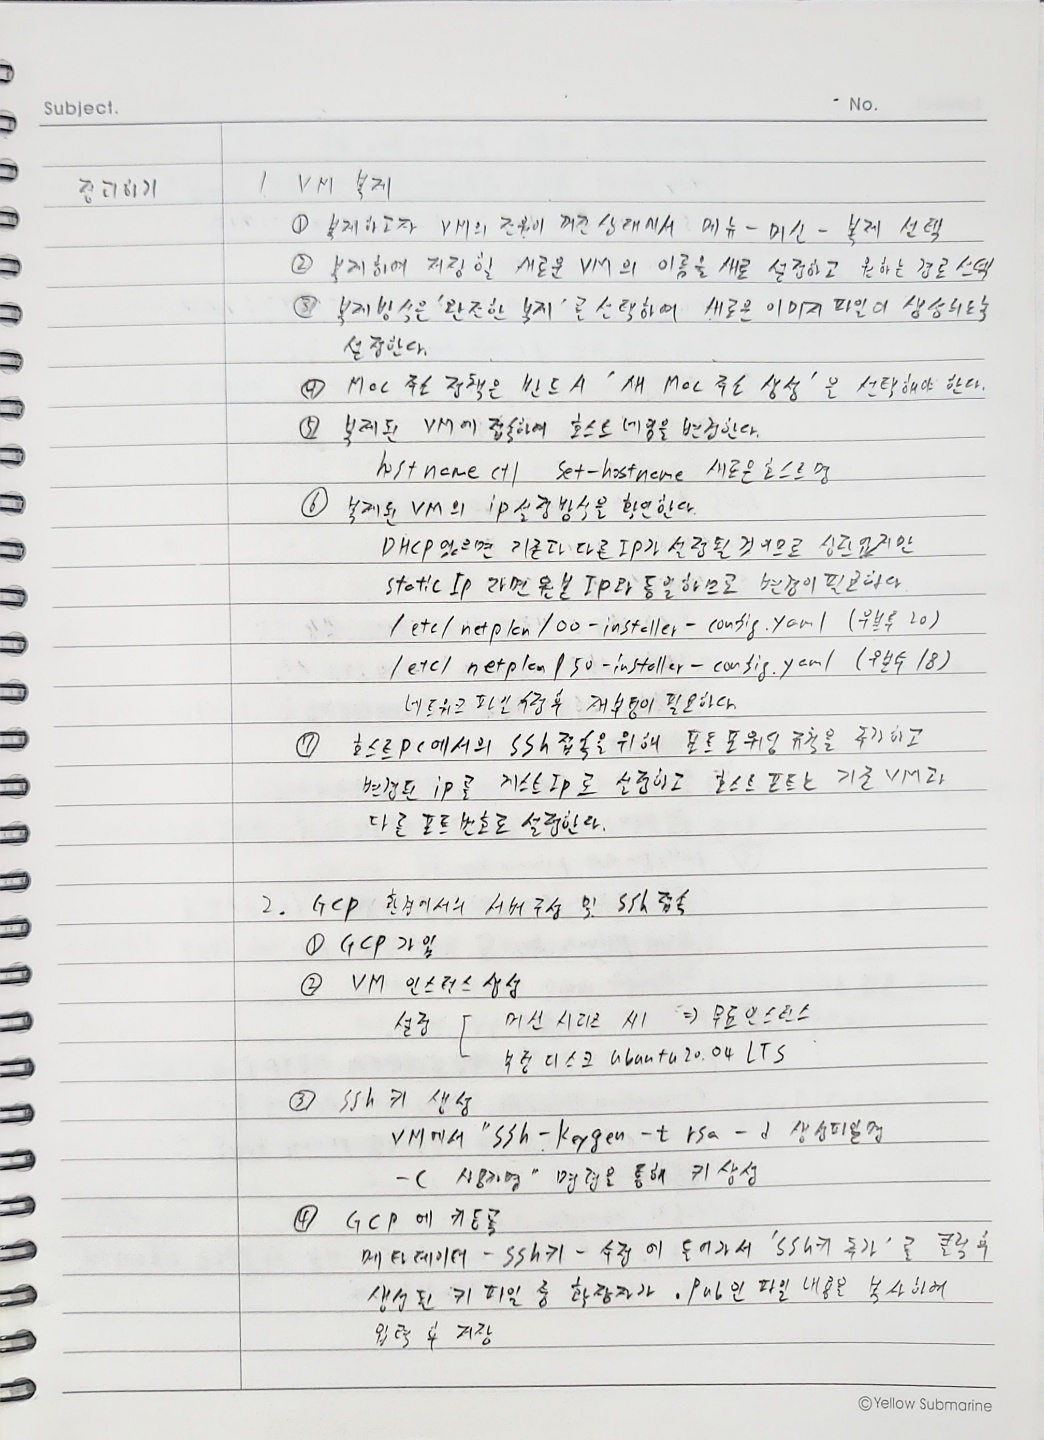 Subject.
No.
중고하기
1 VM 복제
① 복제하고자 VM의 전원이 꺼진 상태에서 메뉴 - 머신 - 복제 선택
② 복제하여 저장할 새로운 VM의 이름을 새로 설정하고 원하는 경로 선택
③ 복제방식은 '완전한 복제'로 선택하여 새로운 이미지 파일이 생성되도록
설정한다.
④ MAC 주소 정책은 반드시 '새 MAC 주소 생성'을 선택해야 한다.
⑤ 복제된 VM에 접속하여 호스트 네임을 변경한다.
hostnamectl set-hostname 새로운호스트명
⑥ 복제된 VM의 ip설정방식을 확인한다.
DHCP였으면 기존과 다른 IP가 설정될 것이므로 상관없지만
static Ip 라면 원본 IP와 동일하므로 변경이 필요하다
/etc/netplan/00-installer-config.yaml (우분투 20)
/etc/netplan/50-installer-config.yaml (우분투 18)
네트워크 파일 수정후 재부팅이 필요하다.
⑦ 호스트PC에서의 SSh접속을 위해 포트포워딩 규칙을 추가하고
변경된 ip를 게스트Ip로 설정하고 호스트 포트는 기존 VM과
다른 포트번호로 설정한다.
2. GCP 환경에서의 서버구성 및 SSh접속
① GCP 가입
② VM 인스턴스 생성
설정 [ 머신 시리즈 N1 => 무료인스턴스
부팅 디스크 Ubuntu20.04 LTS
③ SSh 키 생성
VM에서 "SSh-keygen -t rsa -d 생성파일명
-C 사용자명" 명령을 통해 키 생성
④ GCP 에 키등록
메타데이터 - SSh키 - 수정 에 들어가서 'SSh키 추가'를 클릭 후
생성된 키 파일 중 확장자가 .pub인 파일 내용을 복사하여
입력 후 저장
©Yellow Submarine